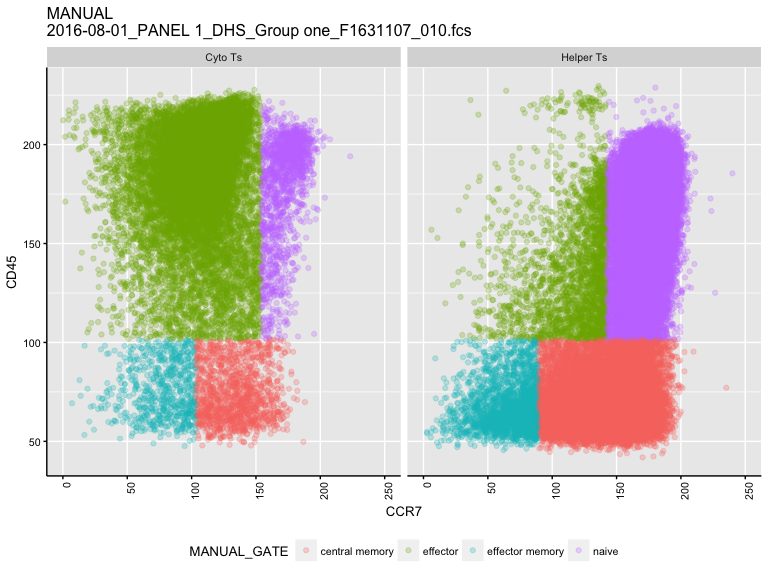 MANUAL
2016-08-01_PANEL 1_DHS_Group one_F1631107_010.fcs
Cyto Ts
Helper Ts
CD45
200
150
100
50
0
50
100
150
200
250
0
50
100
150
200
250
CCR7
MANUAL_GATE
central memory
effector
effector memory
naive